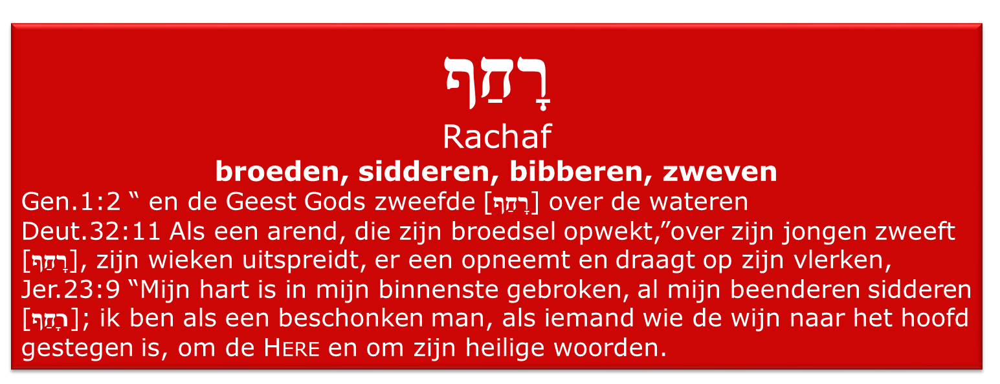 רָחַף
Rachaf
broeden, sidderen, bibberen, zweven
Gen.1:2 “ en de Geest Gods zweefde [רָחַף] over de wateren
Deut.32:11 Als een arend, die zijn broedsel opwekt,”over zijn jongen zweeft
[רָחַף], zijn wieken uitspreidt, er een opneemt en draagt op zijn vlerken,
Jer.23:9 “Mijn hart is in mijn binnenste gebroken, al mijn beenderen sidderen
[רָחַף]; ik ben als een beschonken man, als iemand wie de wijn naar het hoofd
gestegen is, om de HERE en om zijn heilige woorden.